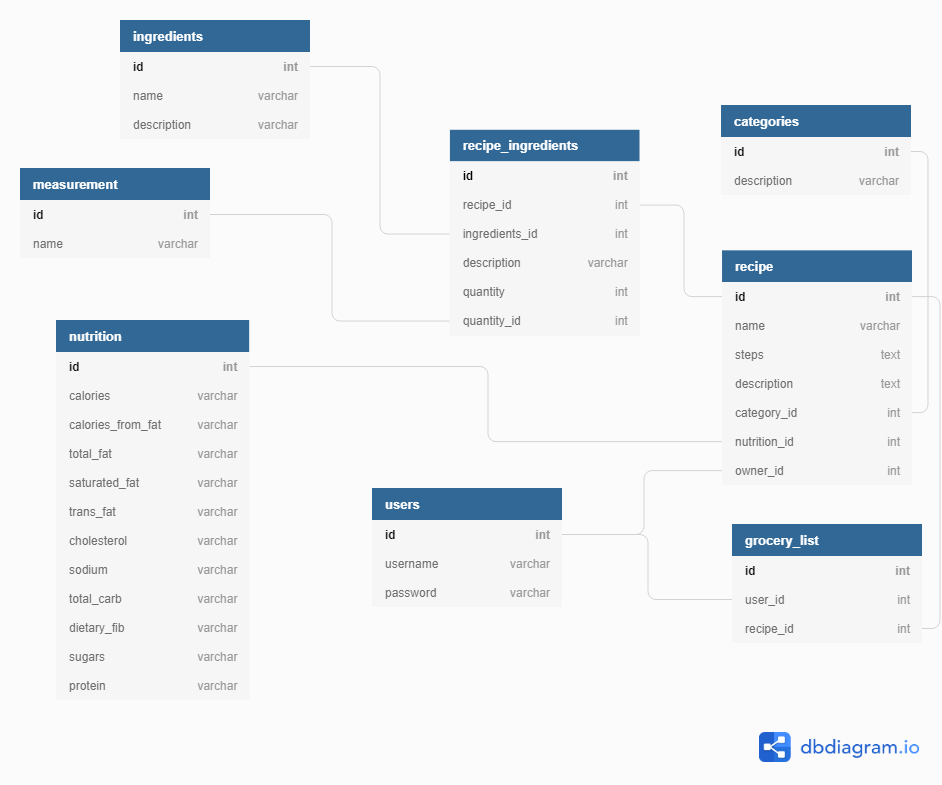 ingredients
id int
name varchar
description varchar
measurement
id int
name varchar
recipe_ingredients
id int
recipe_id int
ingredients_id int
description varchar
quantity int
quantity_id int
categories
id int
description varchar
recipe
id int
name varchar
steps text
description text
category_id int
nutrition_id int
owner_id int
nutrition
id int
calories varchar
calories_from_fat varchar
total_fat varchar
saturated_fat varchar
trans_fat varchar
cholesterol varchar
sodium varchar
total_carb varchar
dietary_fib varchar
sugars varchar
protein varchar
users
id int
username varchar
password varchar
grocery_list
id int
user_id int
recipe_id int
dbdiagram.io